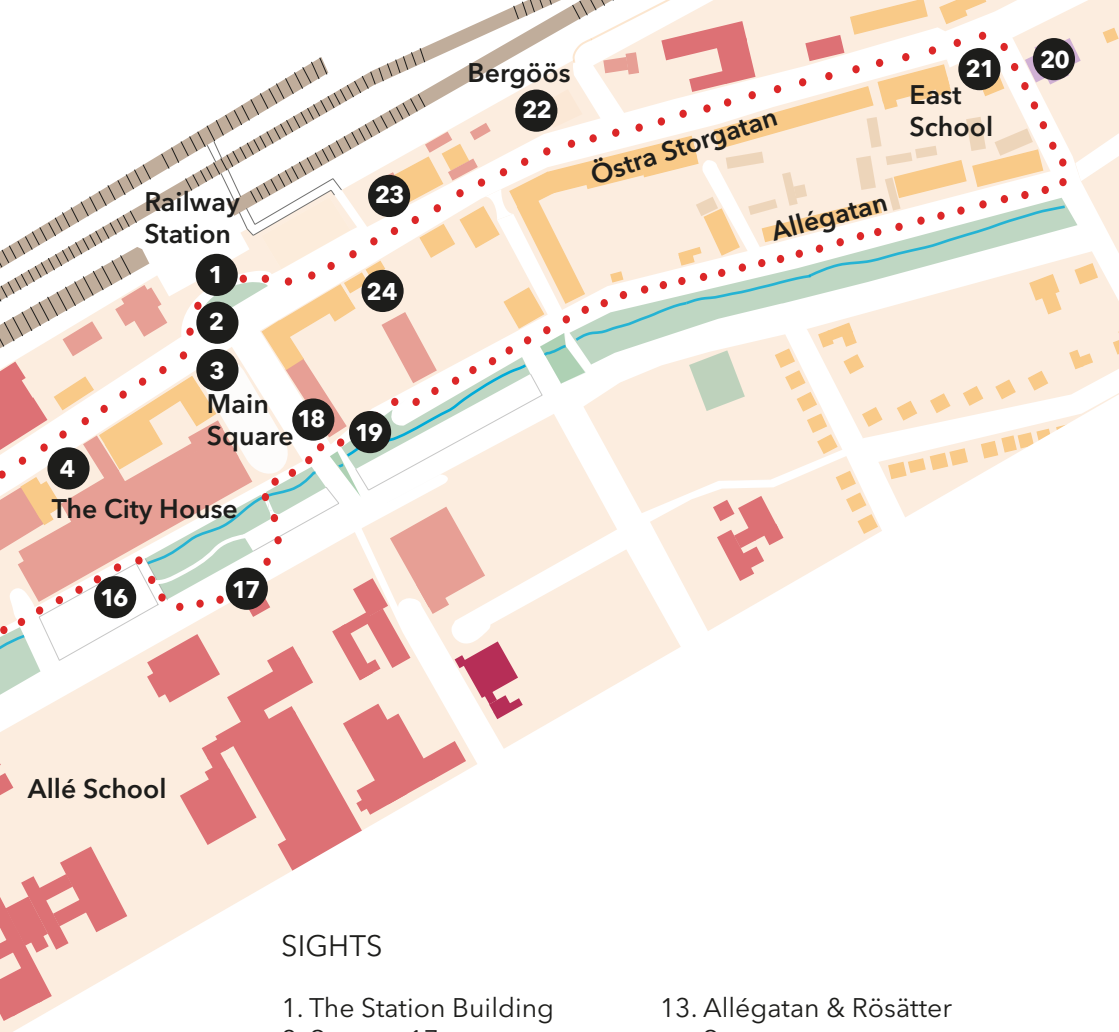 20
21
Bergöös
22
East
School
Östra Storgatan
23
Railway
Station
Allégatan
1
24
2
3
Main
Square
18
19
4
The City House
17
16
Allé School
SIGHTS
1. The Station Building
13. Allégatan & Rösätter